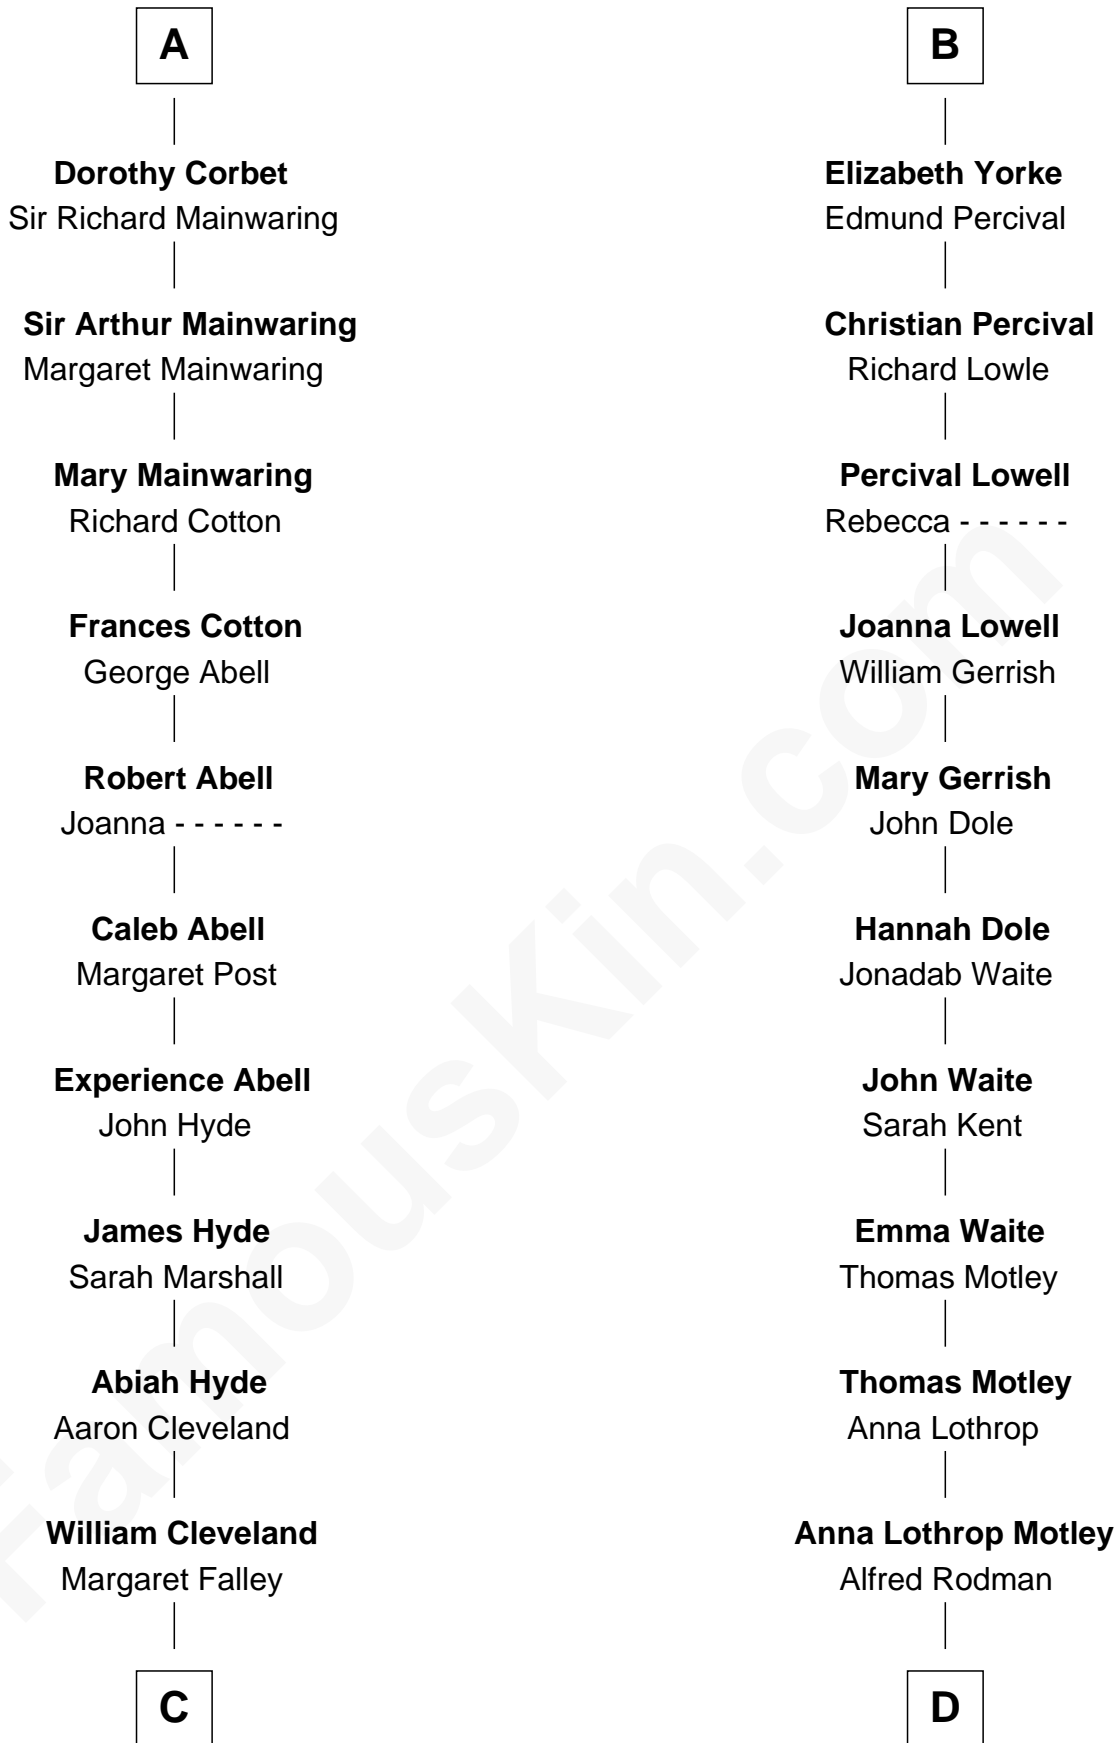 A
Dorothy Corbet
Sir Richard Mainwaring
Sir Arthur Mainwaring
Margaret Mainwaring
Mary Mainwaring
Richard Cotton
Frances Cotton
George Abell
Robert Abell
Joanna - - - - - -
Caleb Abell
Margaret Post
Experience Abell
John Hyde
James Hyde
Sarah Marshall
Abiah Hyde
Aaron Cleveland
William Cleveland
Margaret Falley
C
B
Elizabeth Yorke
Edmund Percival
Christian Percival
Richard Lowle
Percival Lowell
Rebecca - - - - - -
Joanna Lowell
William Gerrish
Mary Gerrish
John Dole
Hannah Dole
Jonadab Waite
John Waite
Sarah Kent
Emma Waite
Thomas Motley
Thomas Motley
Anna Lothrop
Anna Lothrop Motley
Alfred Rodman
D
FamousKin.com